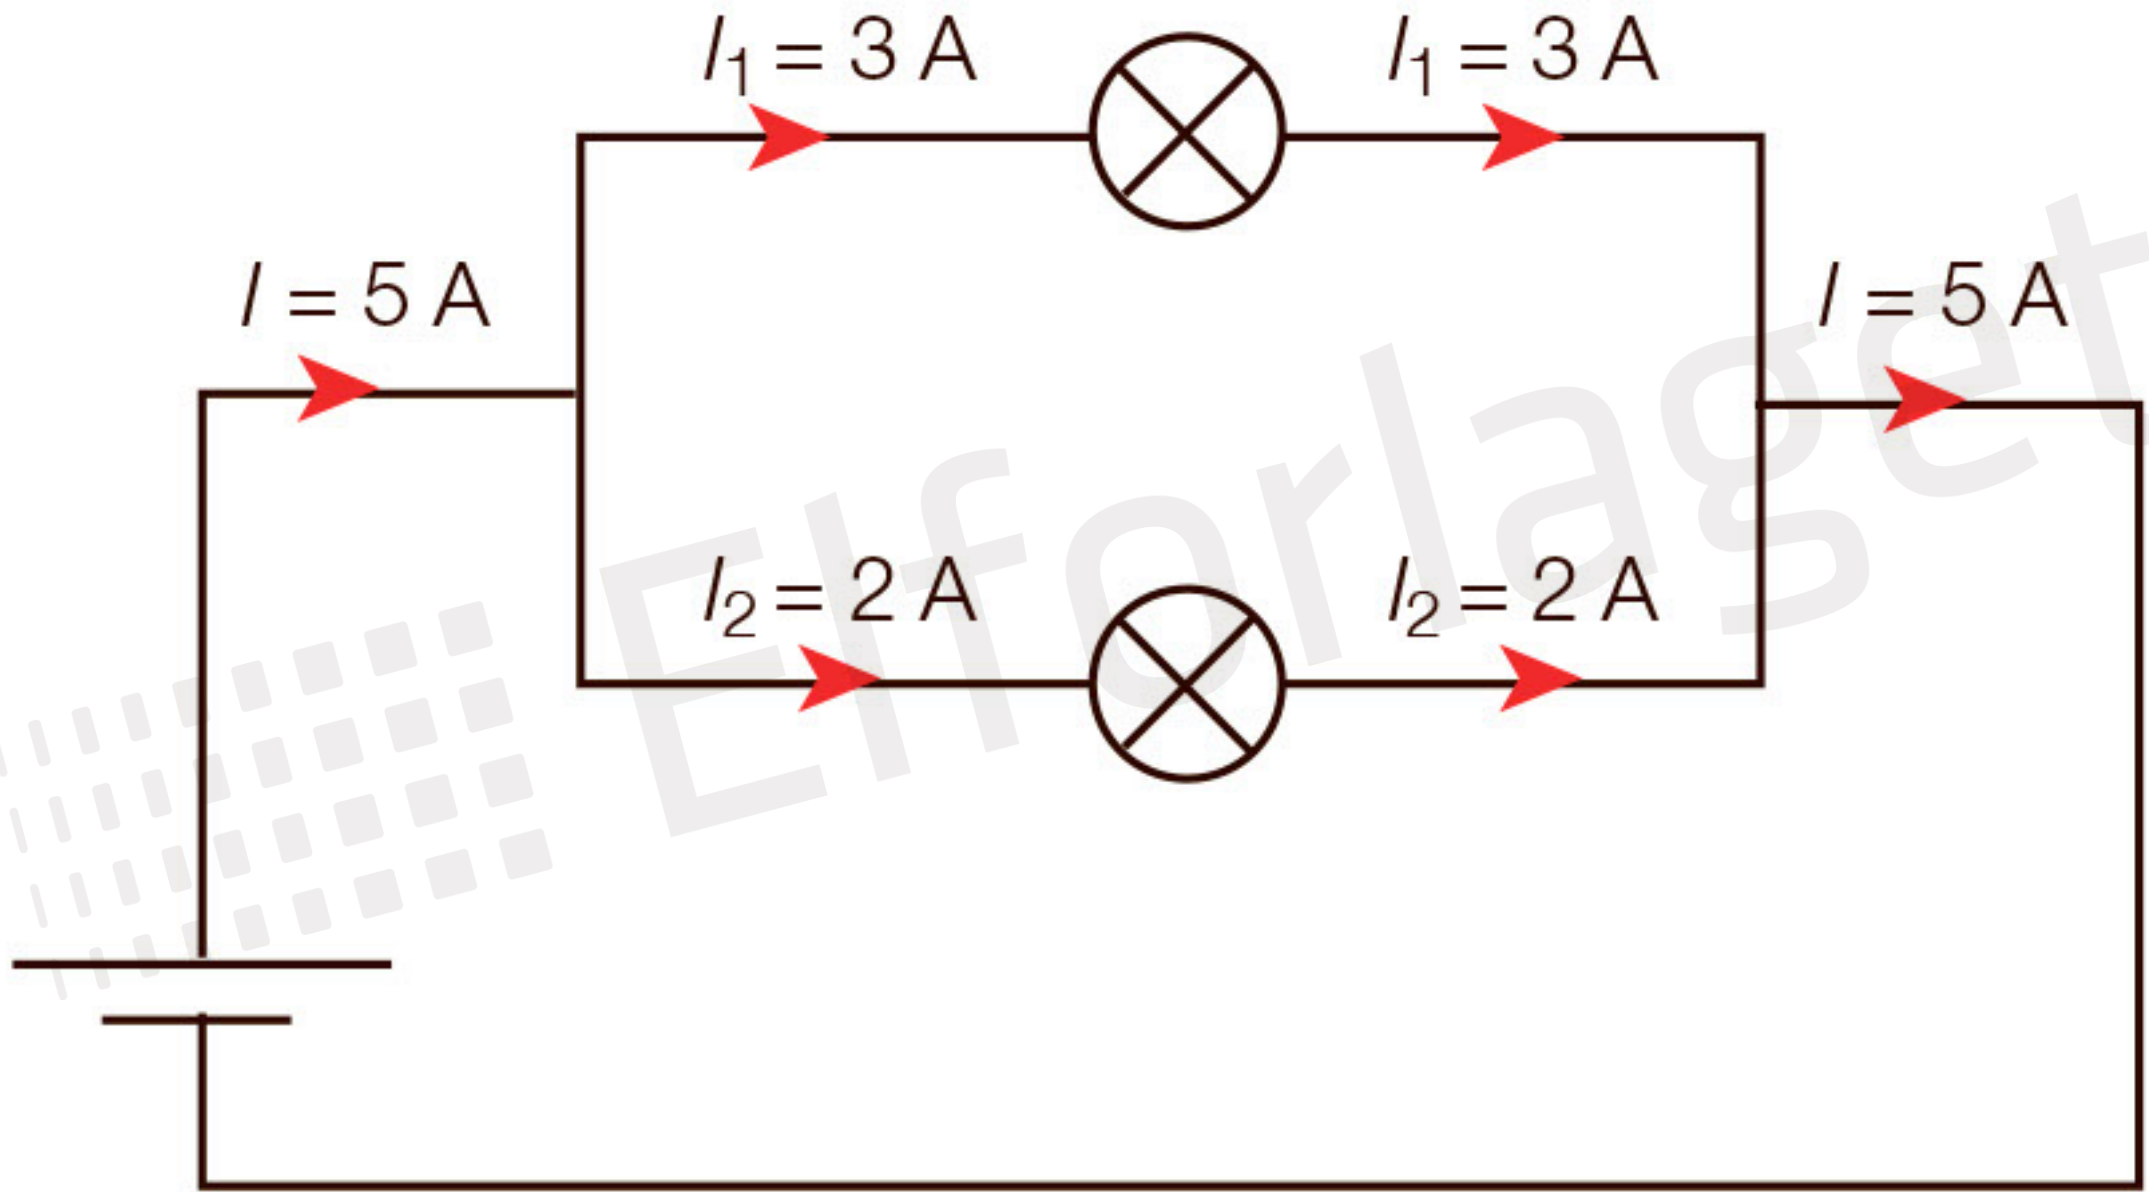 I₁ = 3 A
I₁ = 3 A
I = 5 A
I = 5 A
I₂ = 2 A
I₂ = 2 A
Elforlaget